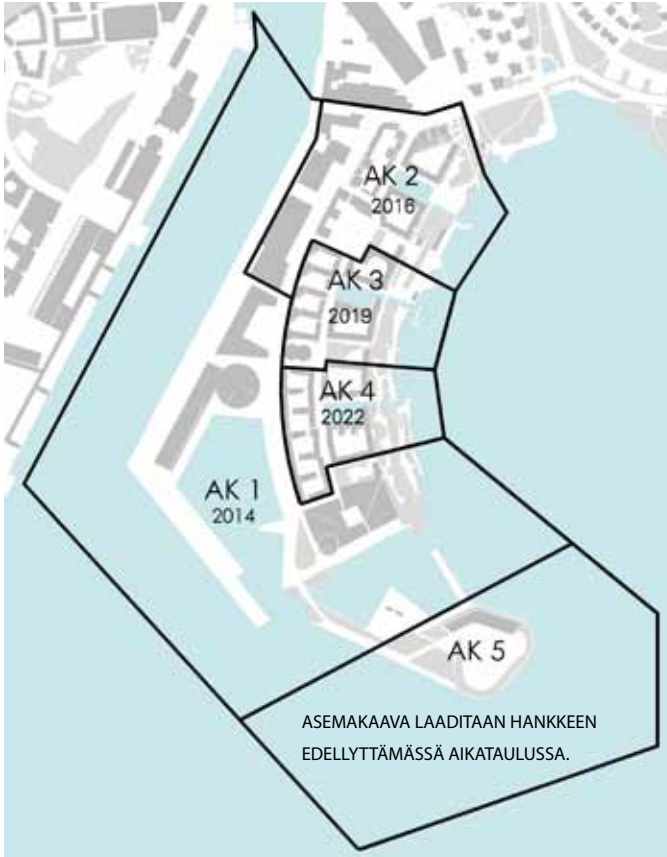 AK 2
2016
AK 3
2019
AK 4
2022
AK 1
2014
AK 5
ASEMAKAAVA LAADITAAN HANKKEEN
EDELLYTTÄMÄSSÄ AIKATAULUSSA.